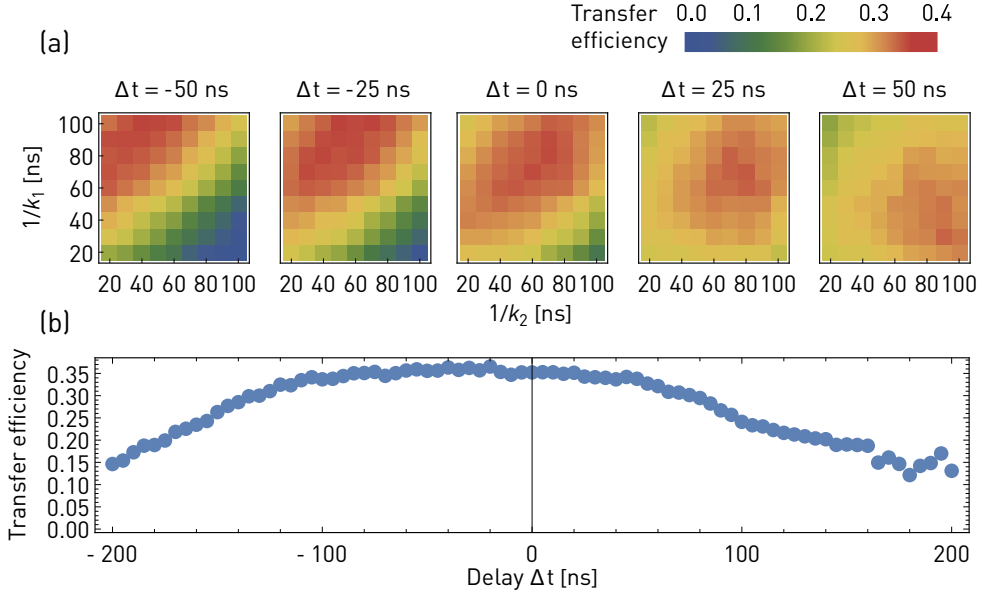 Transfer 0.0 0.1 0.2 0.3 0.4
efficiency
(a)
Δt = -50 ns Δt = -25 ns Δt = 0 ns Δt = 25 ns Δt = 50 ns
100
80
60
40
20
1/k₁ [ns]
20 40 60 80 100 20 40 60 80 100 20 40 60 80 100 20 40 60 80 100 20 40 60 80 100
1/k₂ [ns]
(b)
Transfer efficiency
0.35
0.30
0.25
0.20
0.15
0.10
0.05
0.00
- 200 - 100 0 100 200
Delay Δt [ns]